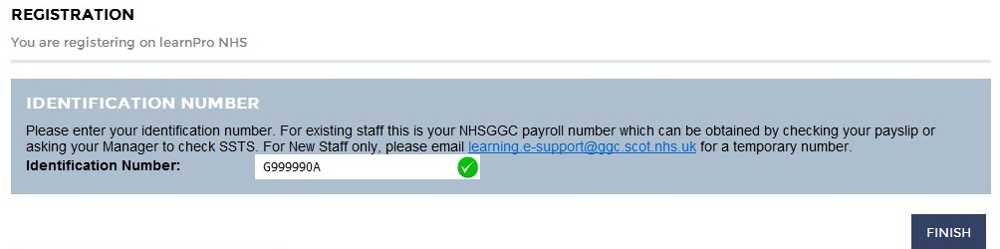 REGISTRATION
You are registering on learnPro NHS
IDENTIFICATION NUMBER
Please enter your identification number. For existing staff this is your NHSGGC payroll number which can be obtained by checking your payslip or
asking your Manager to check SSTS. For New Staff only, please email learning.e-support@ggc.scot.nhs.uk for a temporary number.
Identification Number: G999990A
FINISH